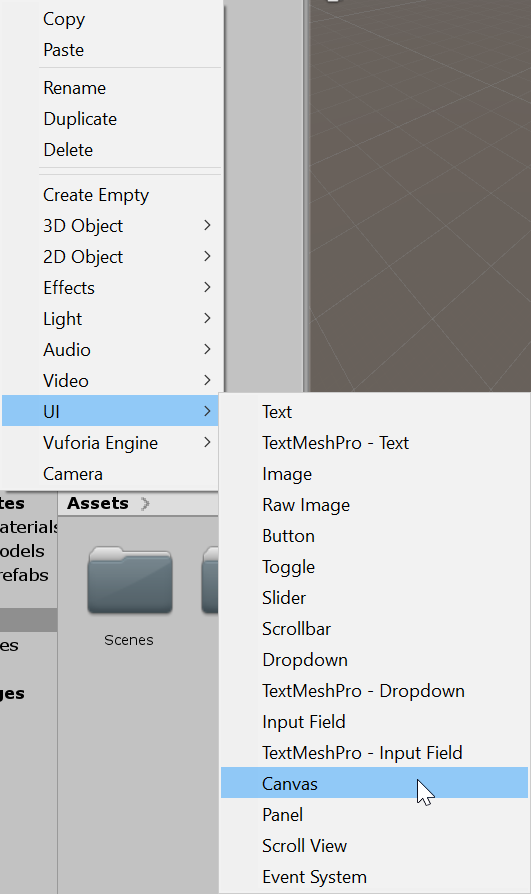 Copy
Paste
Rename
Duplicate
Delete
Create Empty
3D Object
2D Object
Effects
Light
Audio
Video
UI
Vuforia Engine
Camera
Text
TextMeshPro - Text
Image
Raw Image
Button
Toggle
Slider
Scrollbar
Dropdown
TextMeshPro - Dropdown
Input Field
TextMeshPro - Input Field
Canvas
Panel
Scroll View
Event System
tes
aterials
odels
refabs
es
ges
Assets
Scenes